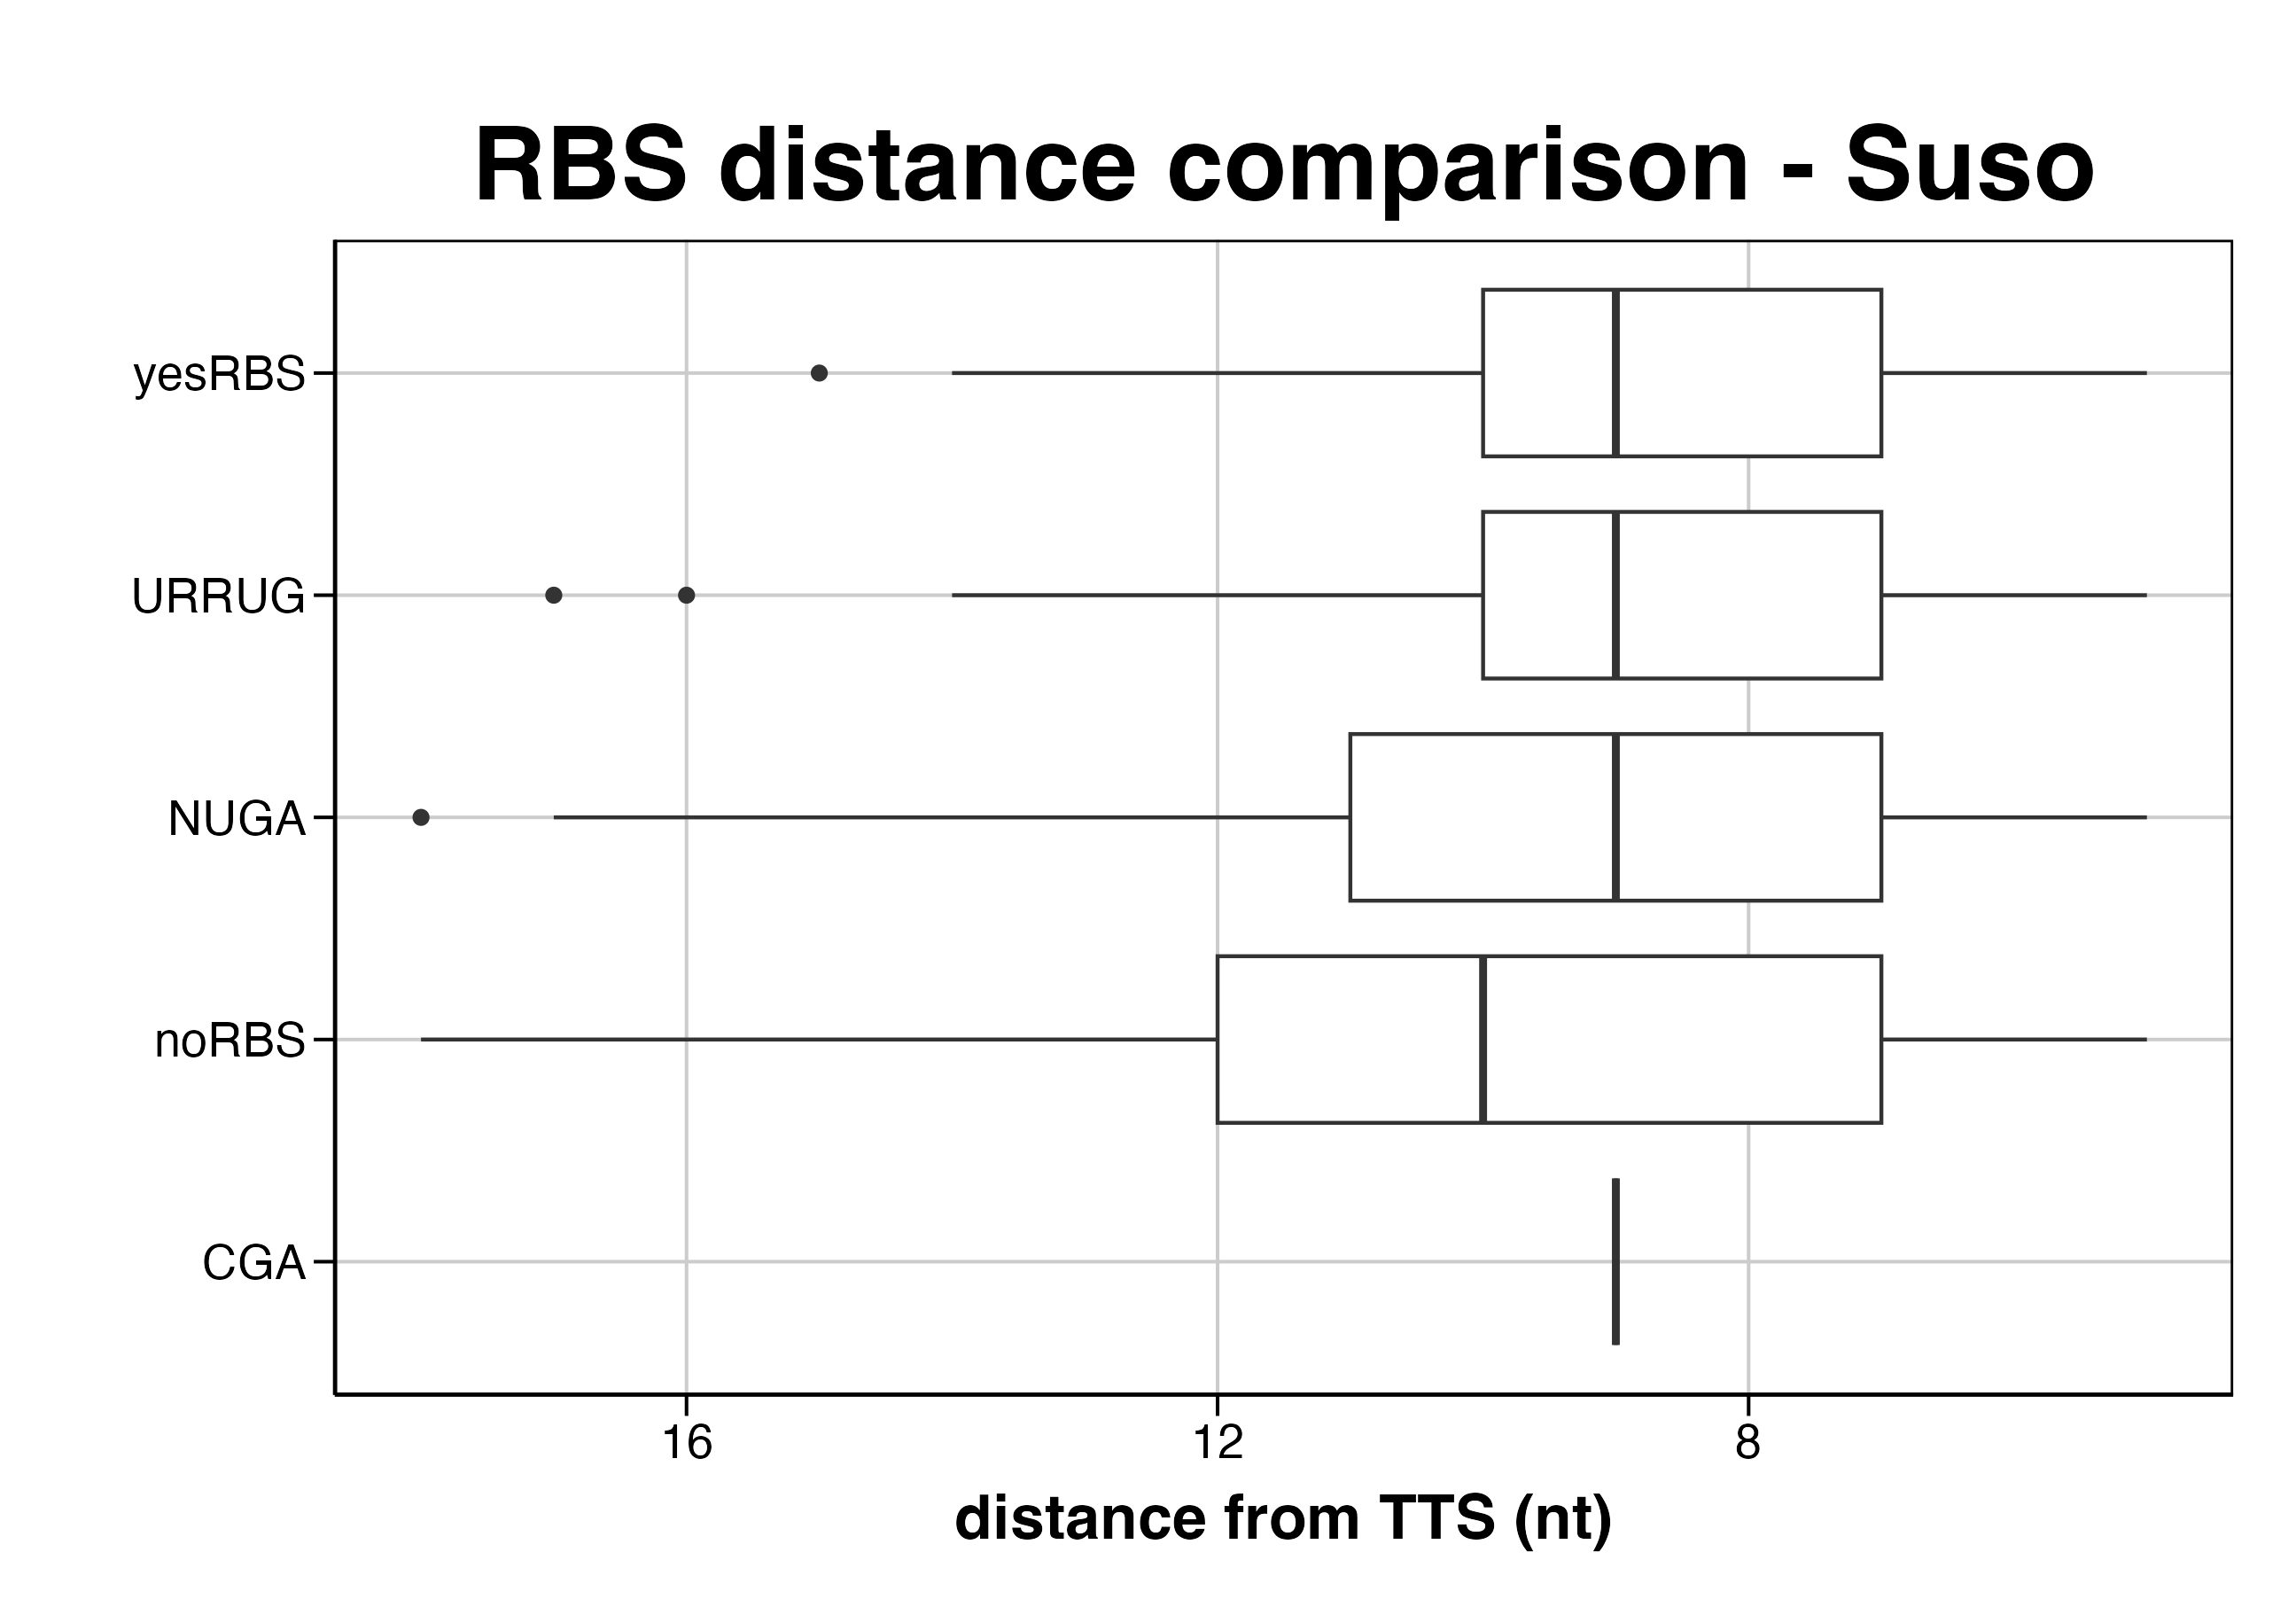 RBS distance comparison - Suso
yesRBS
URRUG
NUGA
noRBS
CGA
16 12 8
distance from TTS (nt)